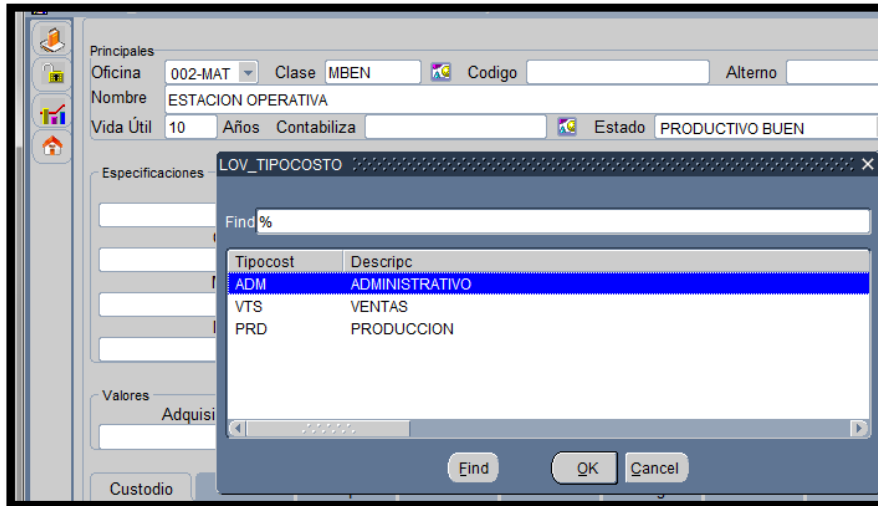 Principales
Oficina 002-MAT Clase MBEN Codigo Alterno
Nombre ESTACION OPERATIVA
Vida Útil 10 Años Contabiliza Estado PRODUCTIVO BUEN
Especificaciones
LOV_TIPOCOSTO
Find %
Tipocost Descripc
ADM ADMINISTRATIVO
VTS VENTAS
PRD PRODUCCION
Valores
Adquisi
Find OK Cancel
Custodio